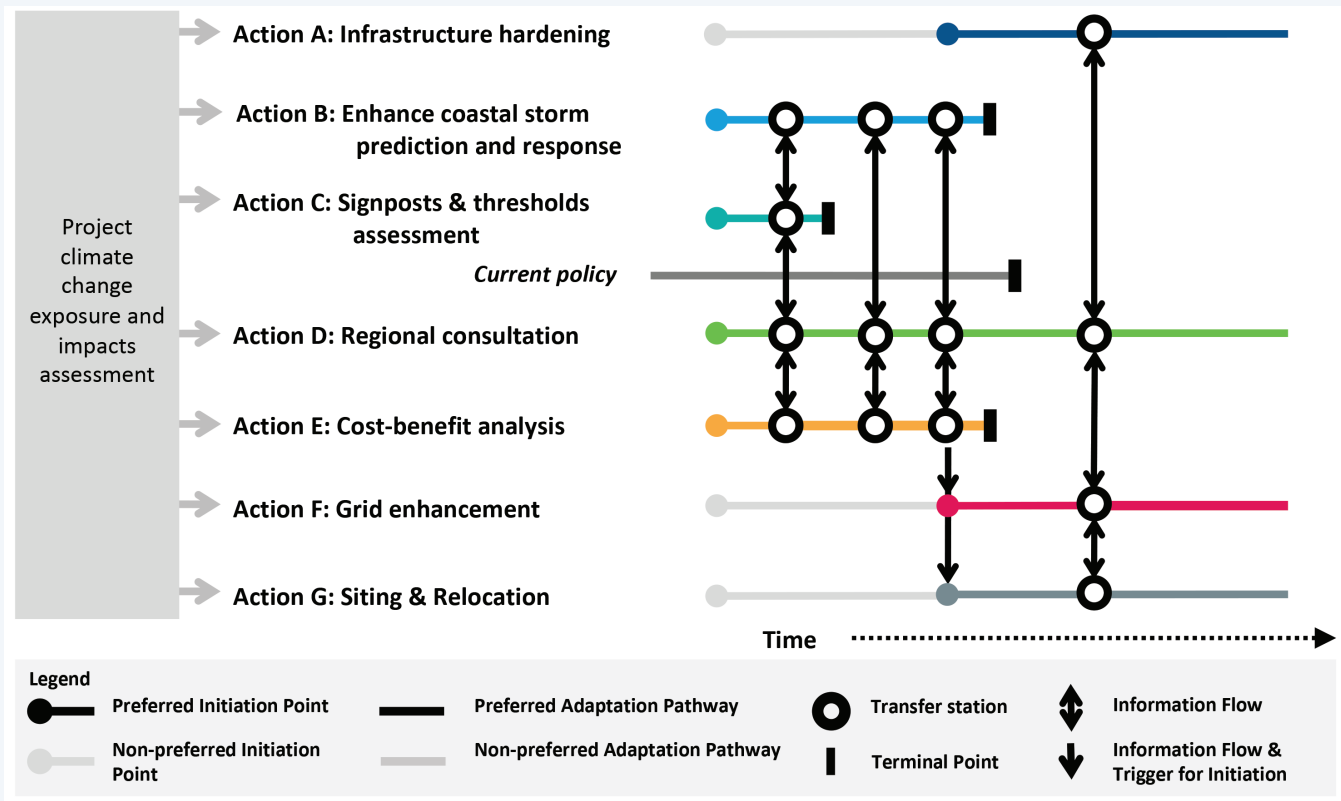 Project
climate
change
exposure and
impacts
assessment
Action A: Infrastructure hardening
Action B: Enhance coastal storm
prediction and response
Action C: Signposts & thresholds
assessment
Current policy
Action D: Regional consultation
Action E: Cost-benefit analysis
Action F: Grid enhancement
Action G: Siting & Relocation
Time
Legend
Preferred Initiation Point
Preferred Adaptation Pathway
Transfer station
Information Flow
Non-preferred Initiation
Point
Non-preferred Adaptation Pathway
Terminal Point
Information Flow &
Trigger for Initiation